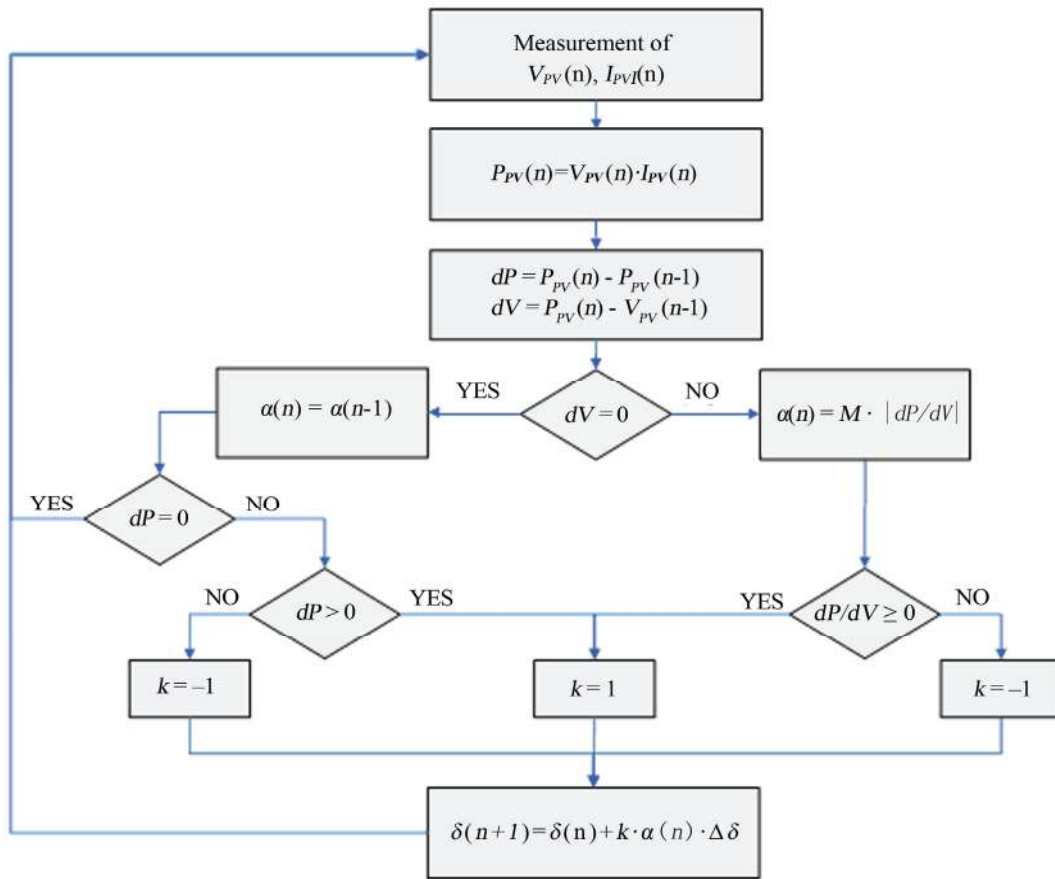 Measurement of
V_PV(n), I_PVI(n)
P_PV(n)=V_PV(n)·I_PV(n)
dP = P_PV(n) - P_PV(n-1)
dV = P_PV(n) - V_PV(n-1)
YES
dV = 0
NO
α(n) = α(n-1)
α(n) = M · |dP/dV|
YES
dP = 0
NO
NO
dP > 0
YES
YES
dP/dV ≥ 0
NO
k = –1
k = 1
k = –1
δ(n+1)=δ(n)+k·α(n)·Δδ